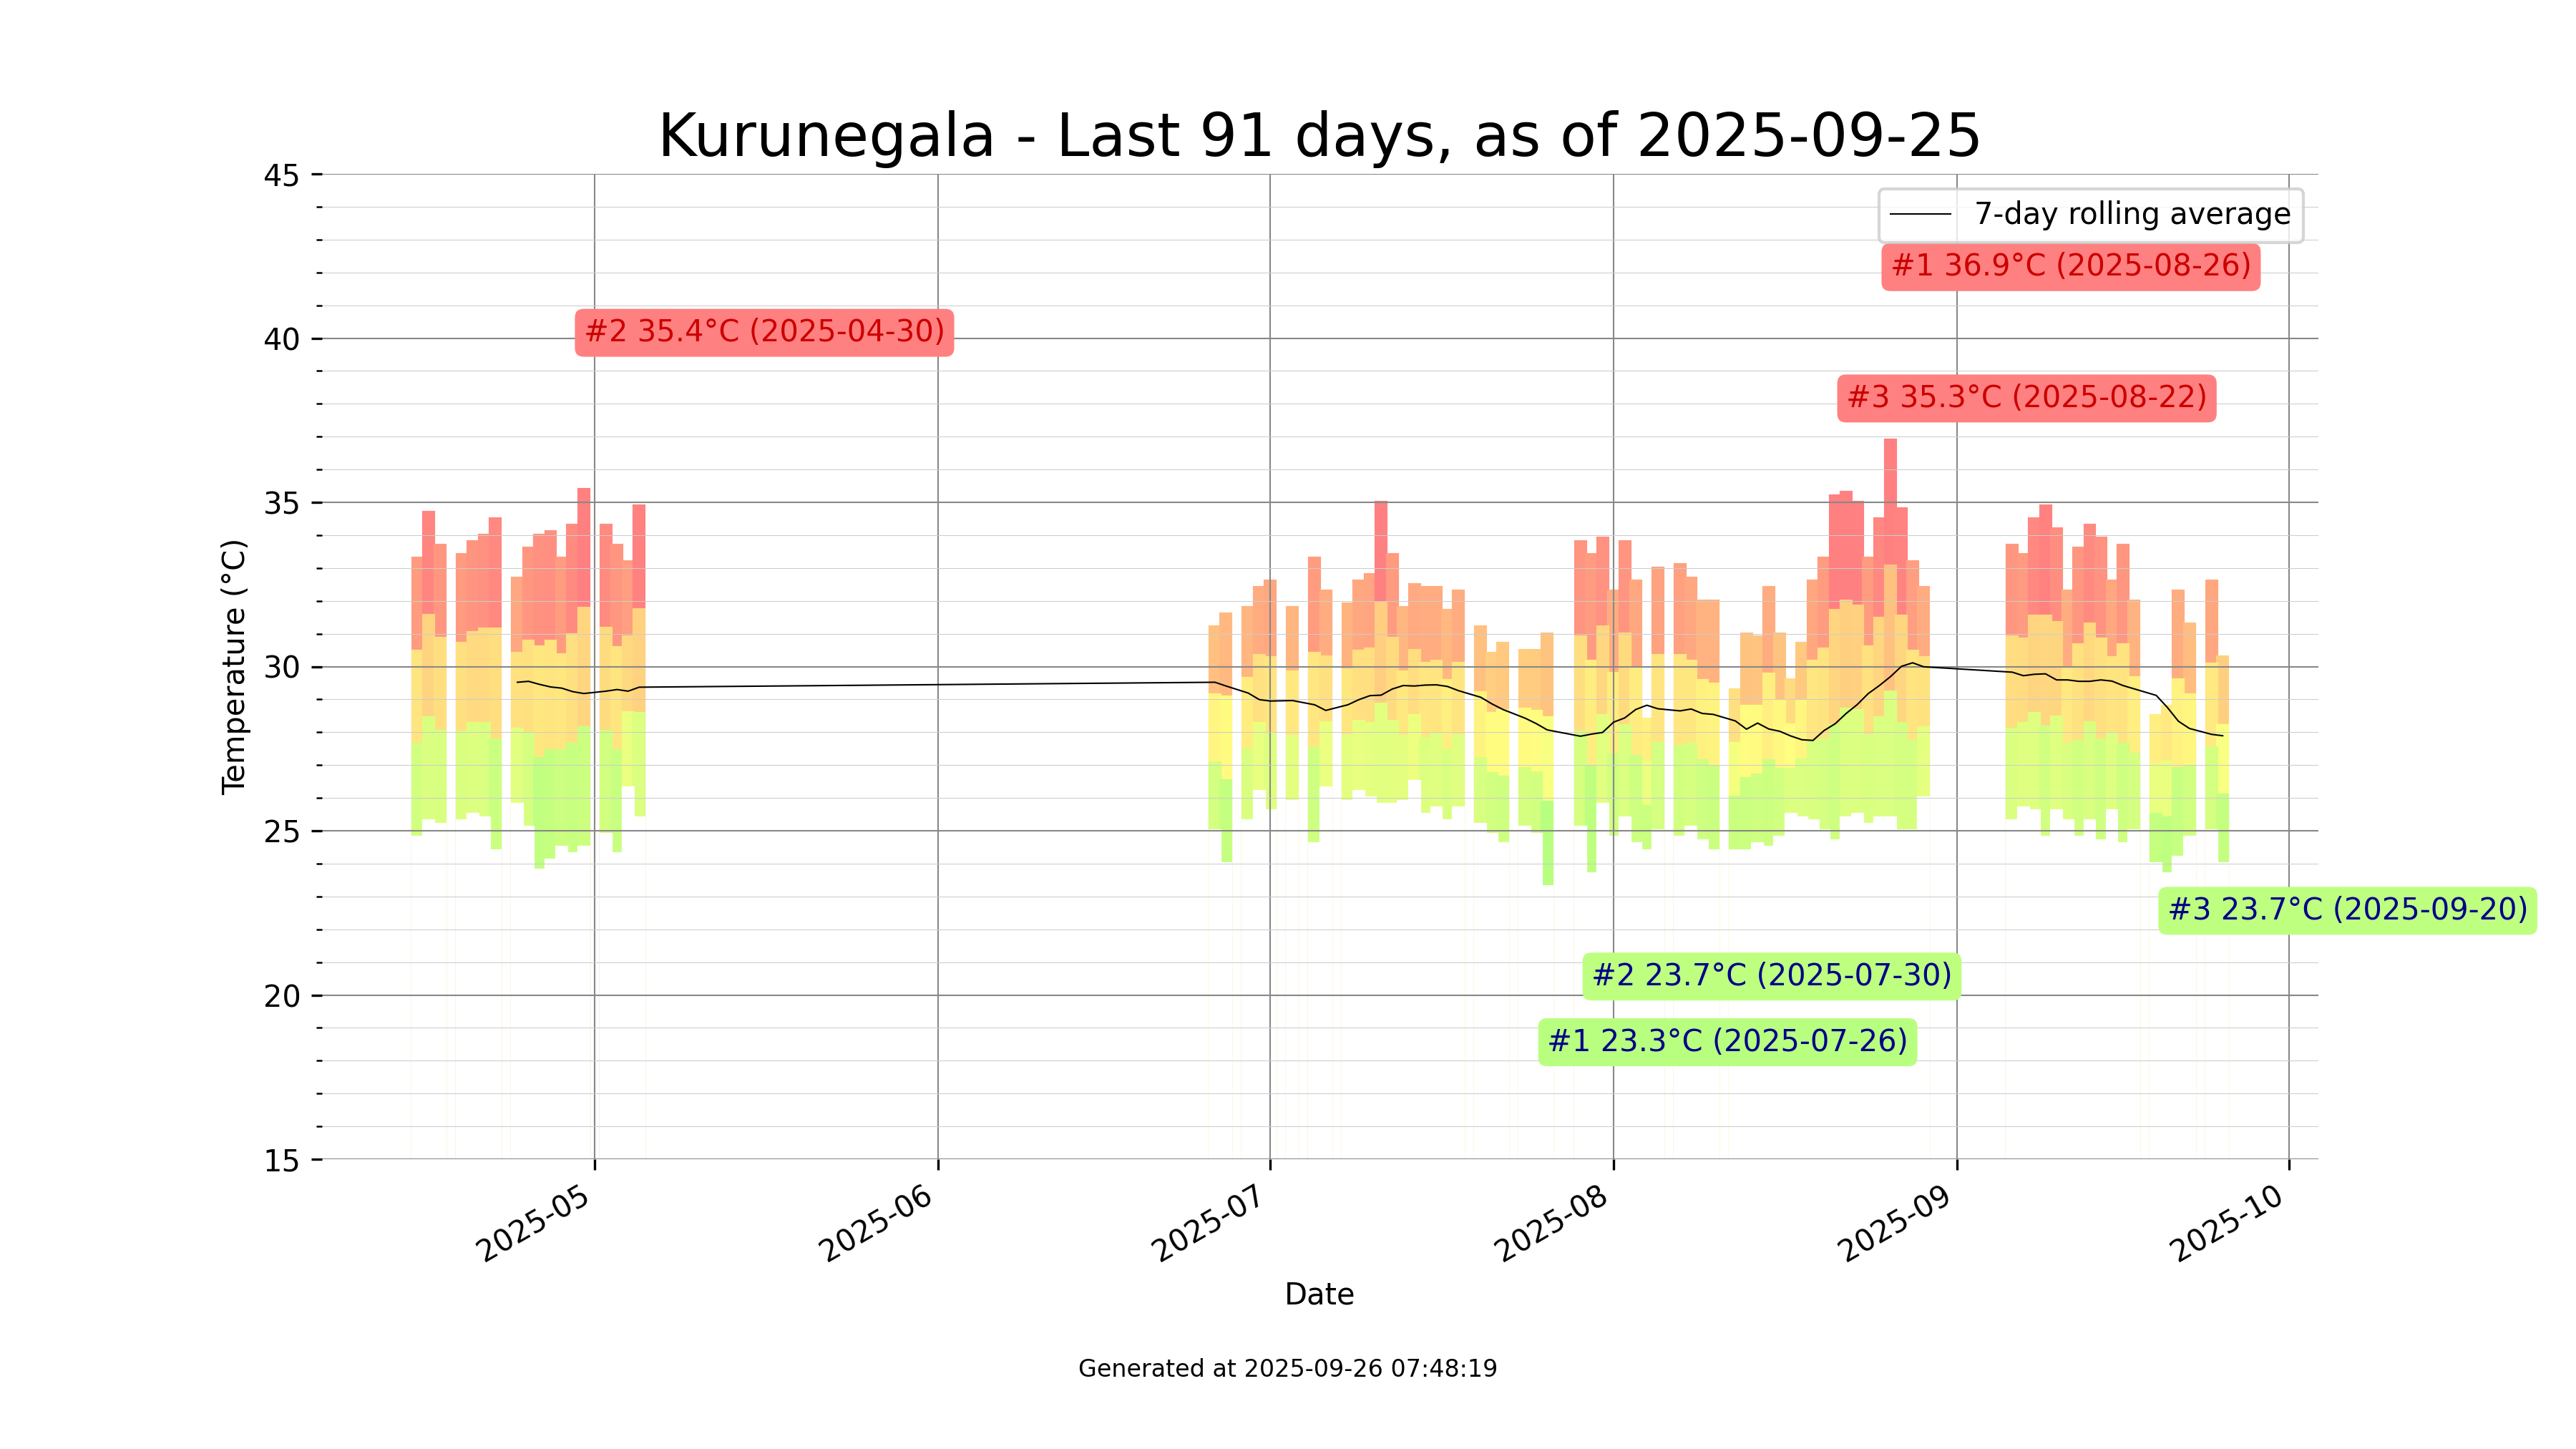 Kurunegala - Last 91 days, as of 2025-09-25
45
7-day rolling average
#1 36.9°C (2025-08-26)
#2 35.4°C (2025-04-30)
40
#3 35.3°C (2025-08-22)
35
Temperature (°C)
30
25
#3 23.7°C (2025-09-20)
#2 23.7°C (2025-07-30)
20
#1 23.3°C (2025-07-26)
15
2025-05
2025-06
2025-07
2025-08
2025-09
2025-10
Date
Generated at 2025-09-26 07:48:19